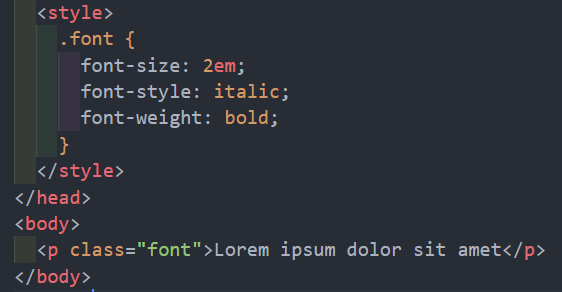 <style>
.font {
font-size: 2em;
font-style: italic;
font-weight: bold;
}
</style>
</head>
<body>
<p class="font">Lorem ipsum dolor sit amet</p>
</body>